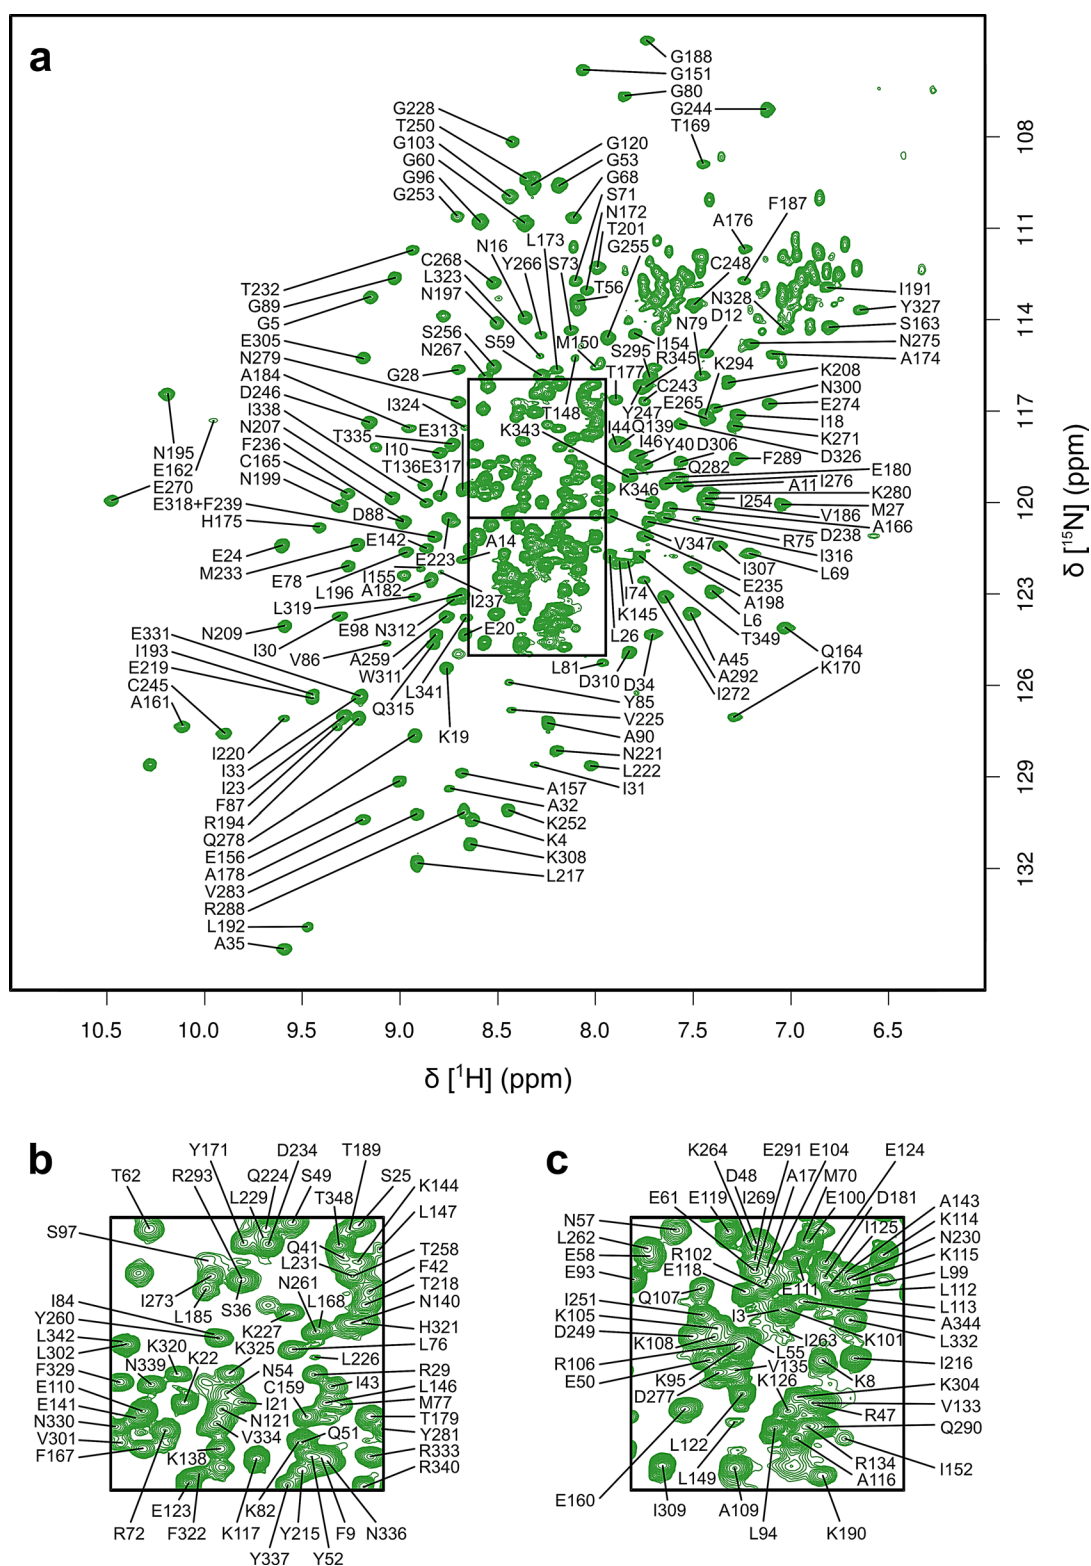 a
G188
G151
G80
G244
T169
108
G228
T250
G103
G60
G96
G253
G120
G53
G68
S71
N172
T201
G255
L173
N16
Y266
S73
C268
L323
N197
T56
A176
F187
C248
N328
D12
N79
111
T232
G89
G5
E305
N279
A184
D246
I338
N207
F236
C165
N199
S256
N267
S59
M150
G28
I324
T335
I10
E313
T136
E317
K343
T148
I154
S295
R345
T177
C243
K294
E265
Y247
I44
Q139
I46
Y40
D306
Q282
K346
I191
Y327
S163
N275
A174
114
K208
N300
E274
I18
K271
F289
D326
E180
I276
A11
K280
I254
M27
V186
A166
117
120
δ [15N] (ppm)
N195
E162
E270
E318+F239
H175
D88
E142
E223
A14
E24
M233
E78
L196
I155
A182
I237
L319
E20
N209
I30
E98
N312
V86
A259
W311
L341
Q315
K19
D238
R75
I316
V347
I307
L69
E235
A198
L6
T349
I74
K145
L26
A45
A292
I272
Q164
K170
L81
D310
D34
123
E331
I193
E219
C245
A161
I220
I33
I23
F87
R194
Q278
E156
A178
V283
R288
L192
A35
Y85
V225
A90
N221
L222
I31
A157
A32
K252
K4
K308
L217
126
129
132
10.5
10.0
9.5
9.0
8.5
8.0
7.5
7.0
6.5
δ [1H] (ppm)
b
Y171
D234
T189
T62
R293
Q224
S49
S25
K144
L229
T348
L147
S97
Q41
T258
L231
F42
N261
T218
I273
L168
N140
L185
S36
I84
K227
H321
Y260
L76
L342
K320
K325
L226
L302
K22
R29
F329
N339
N54
I43
E110
C159
I21
L146
E141
N121
M77
N330
V334
T179
V301
Q51
Y281
F167
K138
R333
R340
E123
K82
R72
F322
K117
Y215
F9
N336
Y337
Y52
c
K264
E291
E104
E124
D48
A17
M70
E61
E119
I269
E100
D181
A143
N57
I125
K114
L262
R102
N230
E58
E118
K115
E93
E111
L99
Q107
L112
I251
I3
L113
K105
A344
D249
I263
K101
L332
K108
L55
R106
V135
I216
E50
K95
K126
K8
D277
K304
V133
R47
Q290
L122
R134
I152
L149
A116
E160
I309
A109
L94
K190